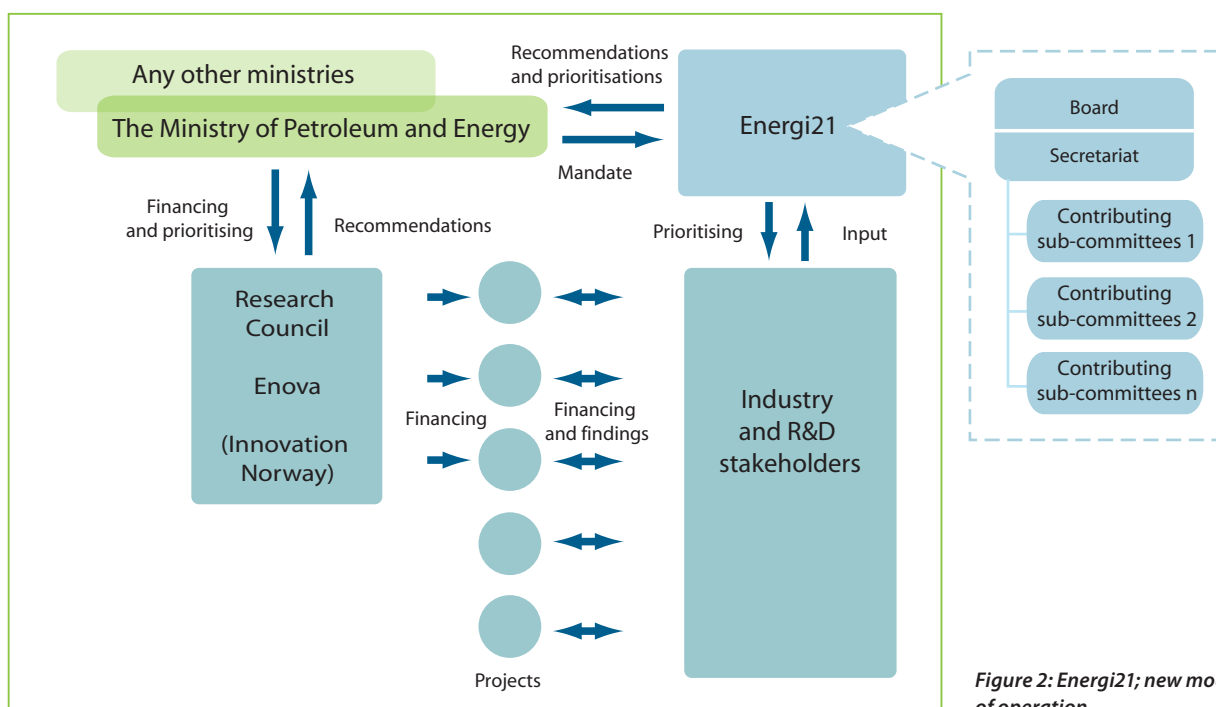 Any other ministries
The Ministry of Petroleum and Energy
Recommendations
and prioritisations
Mandate
Energi21
Board
Secretariat
Contributing
sub-committees 1
Contributing
sub-committees 2
Contributing
sub-committees n
Financing
and prioritising
Recommendations
Prioritising
Input
Research
Council
Enova
(Innovation
Norway)
Financing
Financing
and findings
Industry
and R&D
stakeholders
Projects
Figure 2: Energi21; new
of operation